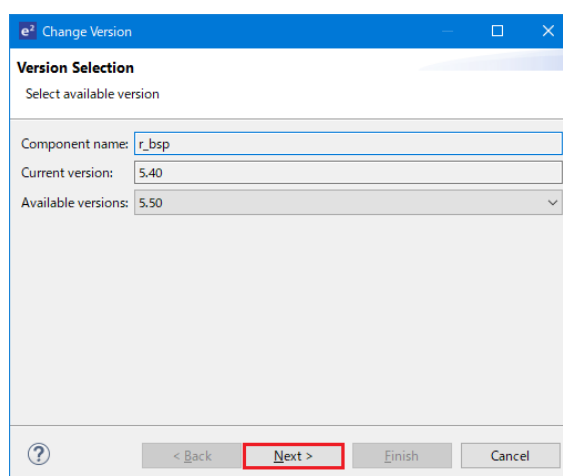 e² Change Version
Version Selection
Select available version
Component name: r_bsp
Current version: 5.40
Available versions: 5.50
? < Back Next > Finish Cancel